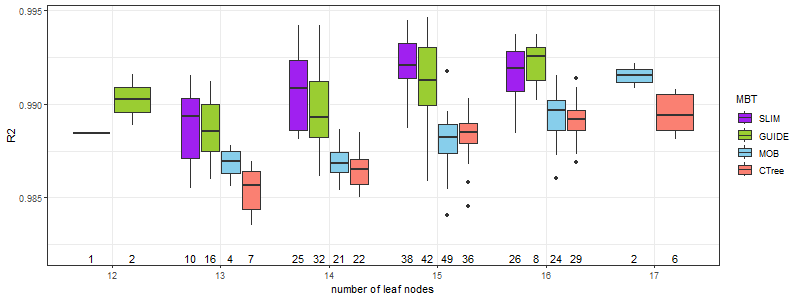 0.995
0.990
0.985
R2
1 2 10 16 4 7 25 32 21 22 38 42 49 36 26 8 24 29 2 6
12 13 14 15 16 17
number of leaf nodes
MBT
SLIM
GUIDE
MOB
CTree